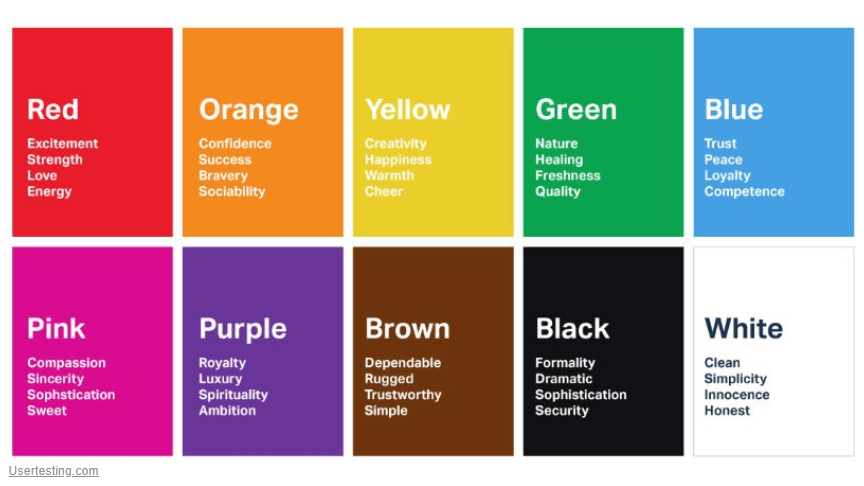 Red
Excitement
Strength
Love
Energy
Orange
Confidence
Success
Bravery
Sociability
Yellow
Creativity
Happiness
Warmth
Cheer
Green
Nature
Healing
Freshness
Quality
Blue
Trust
Peace
Loyalty
Competence
Pink
Compassion
Sincerity
Sophstication
Sweet
Purple
Royalty
Luxury
Spirituality
Ambition
Brown
Dependable
Rugged
Trustworthy
Simple
Black
Formality
Dramatic
Sophistication
Security
White
Clean
Simplicity
Innocence
Honest
Usertesting.com